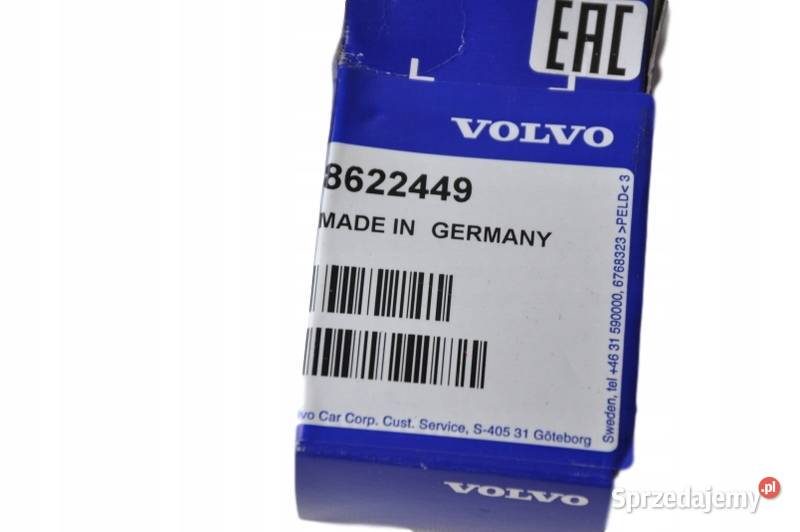 EAC
VOLVO
8622449
MADE IN GERMANY
vo Car Corp. Cust. Service, S-405 31 Göteborg
Sweden, tel +46 31 590000, 6768323 >PELD< 3
VOLVO
Sprzedajemy.pl